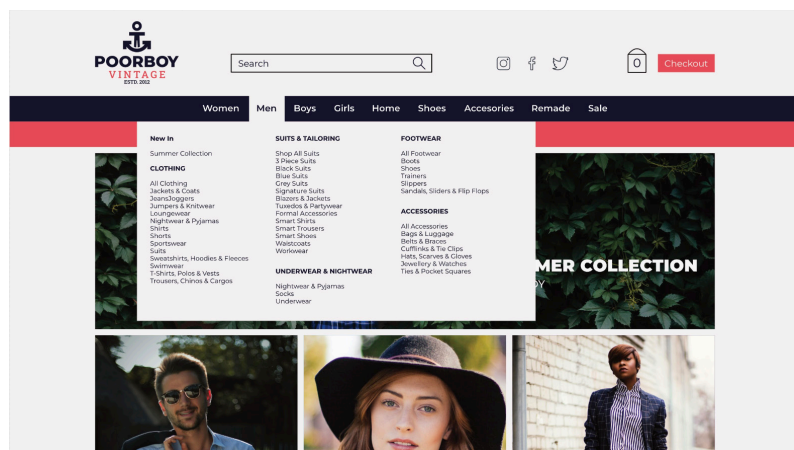 POORBOY
VINTAGE
ESTD. 2012
Search
0
Checkout
Women Men Boys Girls Home Shoes Accesories Remade Sale
New In
Summer Collection
CLOTHING
All Clothing
Jackets & Coats
JeansJoggers
Jumpers & Knitwear
Loungewear
Nightwear & Pyjamas
Shirts
Shorts
Sportswear
Suits
Sweatshirts, Hoodies & Fleeces
Swimwear
T-Shirts, Polos & Vests
Trousers, Chinos & Cargos
SUITS & TAILORING
Shop All Suits
3 Piece Suits
Black Suits
Blue Suits
Grey Suits
Signature Suits
Blazers & Jackets
Tuxedos & Partywear
Formal Accessories
Smart Shirts
Smart Trousers
Smart Shoes
Waistcoats
Workwear
UNDERWEAR & NIGHTWEAR
Nightwear & Pyjamas
Socks
Underwear
FOOTWEAR
All Footwear
Boots
Shoes
Trainers
Slippers
Sandals, Sliders & Flip Flops
ACCESSORIES
All Accessories
Bags & Luggage
Belts & Braces
Cufflinks & Tie Clips
Hats, Scarves & Gloves
Jewellery & Watches
Ties & Pocket Squares
MER COLLECTION
DY